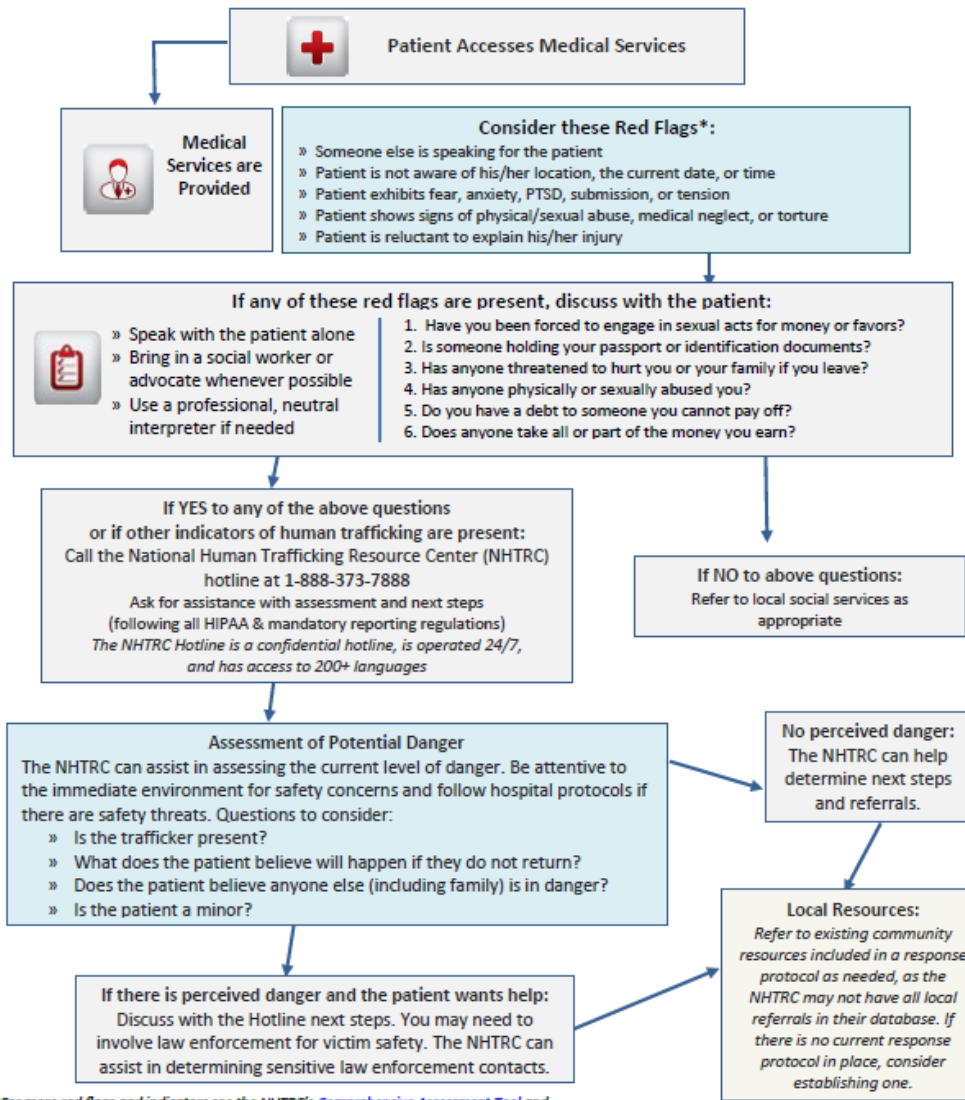 Patient Accesses Medical Services
Medical
Services are
Provided
Consider these Red Flags*:
» Someone else is speaking for the patient
» Patient is not aware of his/her location, the current date, or time
» Patient exhibits fear, anxiety, PTSD, submission, or tension
» Patient shows signs of physical/sexual abuse, medical neglect, or torture
» Patient is reluctant to explain his/her injury
If any of these red flags are present, discuss with the patient:
» Speak with the patient alone
» Bring in a social worker or
advocate whenever possible
» Use a professional, neutral
interpreter if needed
1. Have you been forced to engage in sexual acts for money or favors?
2. Is someone holding your passport or identification documents?
3. Has anyone threatened to hurt you or your family if you leave?
4. Has anyone physically or sexually abused you?
5. Do you have a debt to someone you cannot pay off?
6. Does anyone take all or part of the money you earn?
If YES to any of the above questions
or if other indicators of human trafficking are present:
Call the National Human Trafficking Resource Center (NHTRC)
hotline at 1-888-373-7888
Ask for assistance with assessment and next steps
(following all HIPAA & mandatory reporting regulations)
The NHTRC Hotline is a confidential hotline, is operated 24/7,
and has access to 200+ languages
If NO to above questions:
Refer to local social services as
appropriate
Assessment of Potential Danger
The NHTRC can assist in assessing the current level of danger. Be attentive to
the immediate environment for safety concerns and follow hospital protocols if
there are safety threats. Questions to consider:
» Is the trafficker present?
» What does the patient believe will happen if they do not return?
» Does the patient believe anyone else (including family) is in danger?
» Is the patient a minor?
No perceived danger:
The NHTRC can help
determine next steps
and referrals.
If there is perceived danger and the patient wants help:
Discuss with the Hotline next steps. You may need to
involve law enforcement for victim safety. The NHTRC can
assist in determining sensitive law enforcement contacts.
Local Resources:
Refer to existing community
resources included in a response
protocol as needed, as the
NHTRC may not have all local
referrals in their database. If
there is no current response
protocol in place, consider
establishing one.
more red flags and indicators see the NHTRC's Comprehensive Assessment Tool and